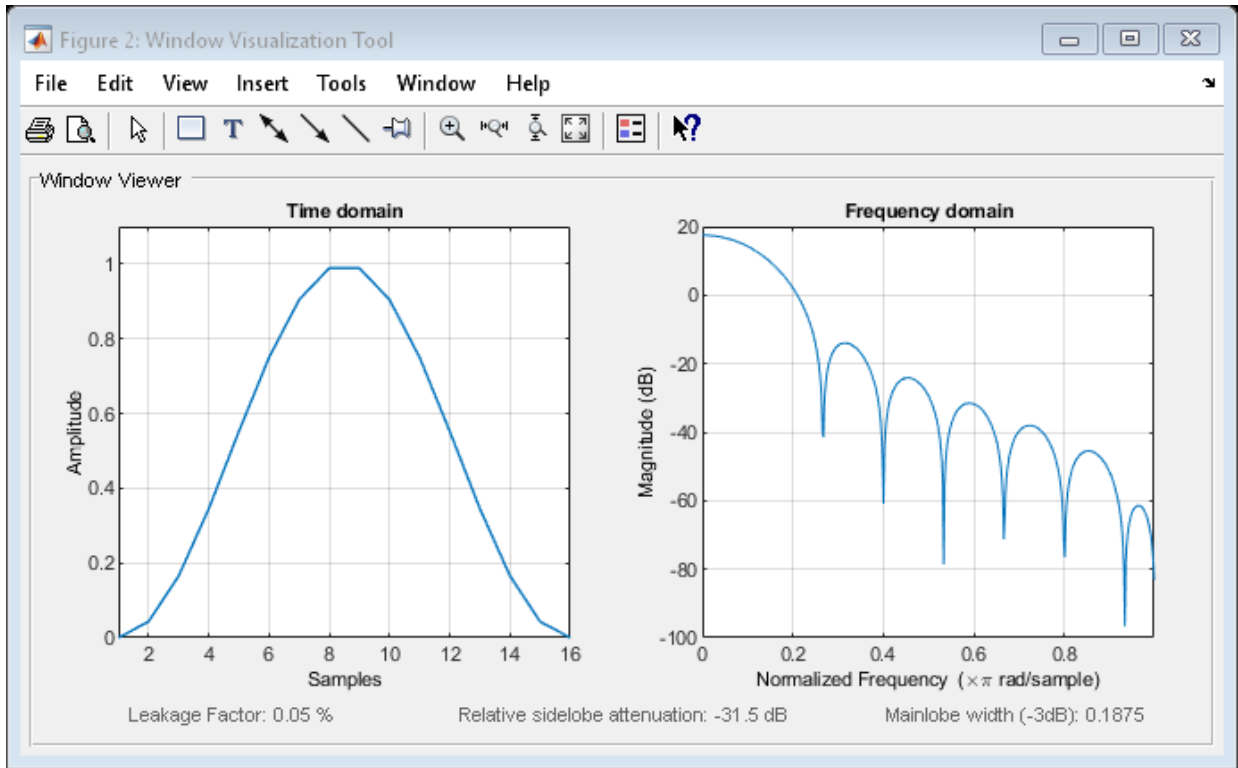 Figure 2: Window Visualization Tool
File Edit View Insert Tools Window Help
T
?
Window Viewer
Time domain
1
0.8
0.6
0.4
0.2
0
Amplitude
2 4 6 8 10 12 14 16
Samples
Frequency domain
20
0
-20
-40
-60
-80
-100
Magnitude (dB)
0 0.2 0.4 0.6 0.8
Normalized Frequency (×π rad/sample)
Leakage Factor: 0.05 %
Relative sidelobe attenuation: -31.5 dB
Mainlobe width (-3dB): 0.1875